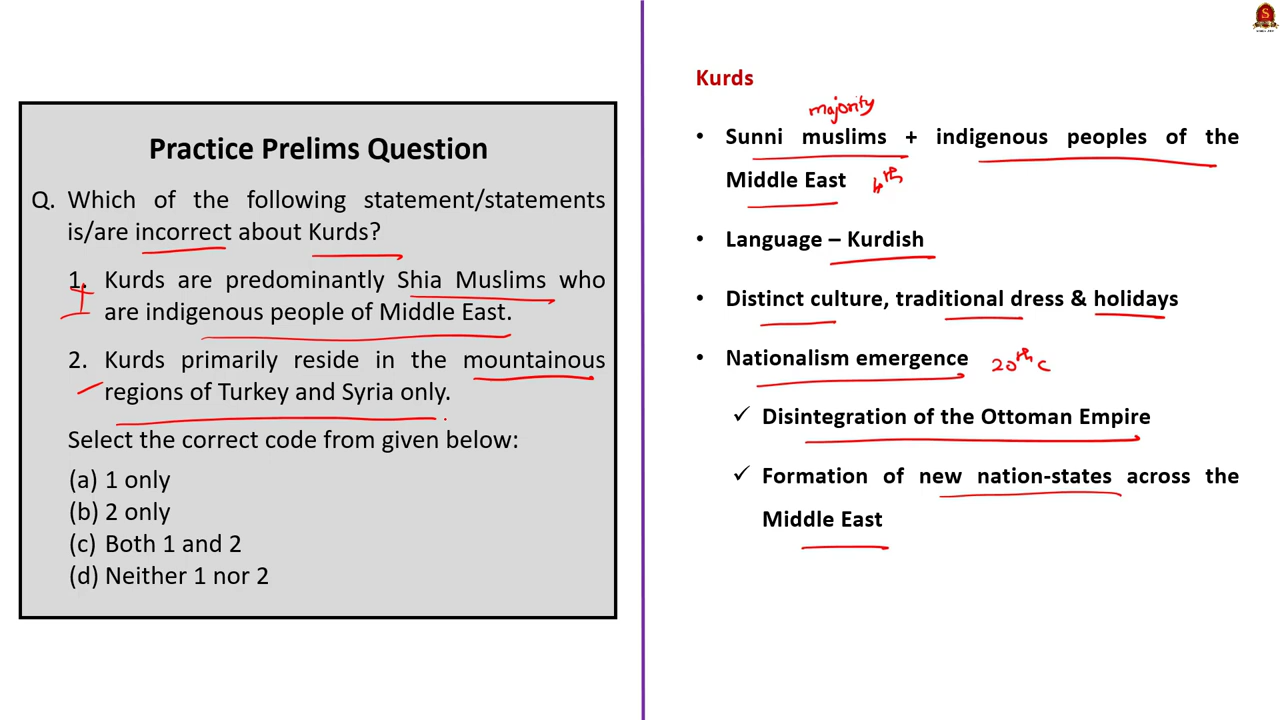 Practice Prelims Question
Q. Which of the following statement/statements
is/are incorrect about Kurds?
1. Kurds are predominantly Shia Muslims who
are indigenous people of Middle East.
2. Kurds primarily reside in the mountainous
regions of Turkey and Syria only.
Select the correct code from given below:
(a) 1 only
(b) 2 only
(c) Both 1 and 2
(d) Neither 1 nor 2
Kurds
majority
• Sunni muslims + indigenous peoples of the
Middle East 4th
• Language – Kurdish
• Distinct culture, traditional dress & holidays
• Nationalism emergence 20th C
✓ Disintegration of the Ottoman Empire
✓ Formation of new nation-states across the
Middle East